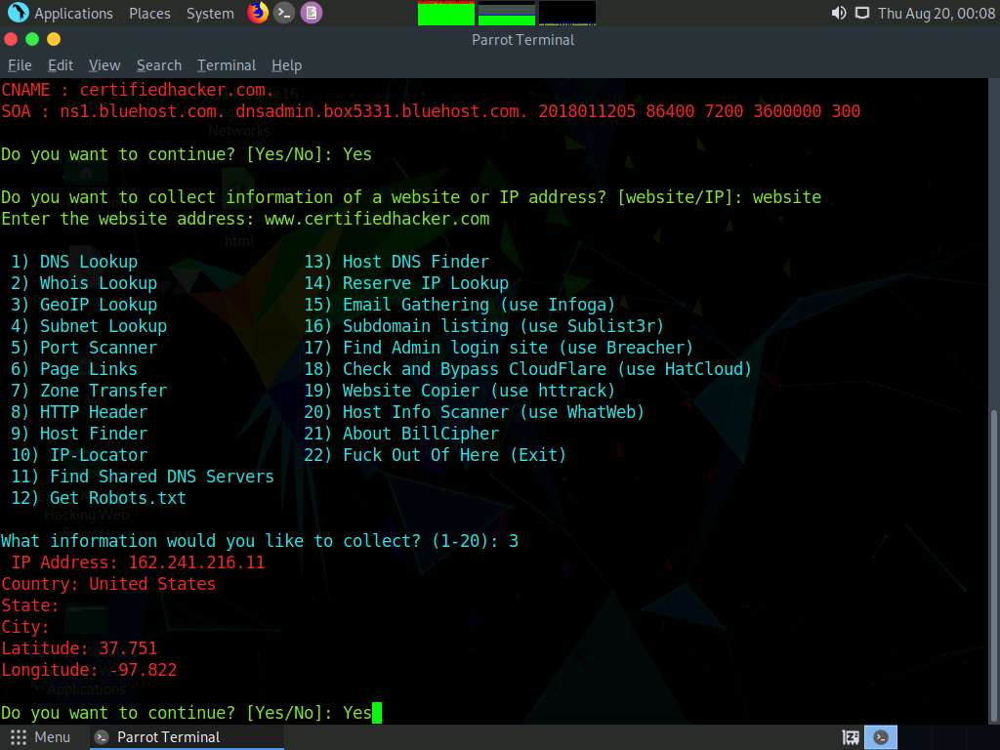 Applications Places System Thu Aug 20, 00:08
Parrot Terminal
File Edit View Search Terminal Help
CNAME : certifiedhacker.com.
SOA : ns1.bluehost.com. dnsadmin.box5331.bluehost.com. 2018011205 86400 7200 3600000 300
Networks
Do you want to continue? [Yes/No]: Yes
Do you want to collect information of a website or IP address? [website/IP]: website
Enter the website address: www.certifiedhacker.com
html
1) DNS Lookup 13) Host DNS Finder
2) Whois Lookup 14) Reserve IP Lookup
3) GeoIP Lookup 15) Email Gathering (use Infoga)
4) Subnet Lookup 16) Subdomain listing (use Sublist3r)
5) Port Scanner 17) Find Admin login site (use Breacher)
6) Page Links 18) Check and Bypass CloudFlare (use HatCloud)
7) Zone Transfer 19) Website Copier (use httrack)
8) HTTP Header 20) Host Info Scanner (use WhatWeb)
9) Host Finder 21) About BillCipher
10) IP-Locator 22) Fuck Out Of Here (Exit)
11) Find Shared DNS Servers
12) Get Robots.txt
Hacking Web
What information would you like to collect? (1-20): 3
IP Address: 162.241.216.11
Country: United States
State:
City:
Latitude: 37.751
Longitude: -97.822
Applications
Do you want to continue? [Yes/No]: Yes
Menu Parrot Terminal